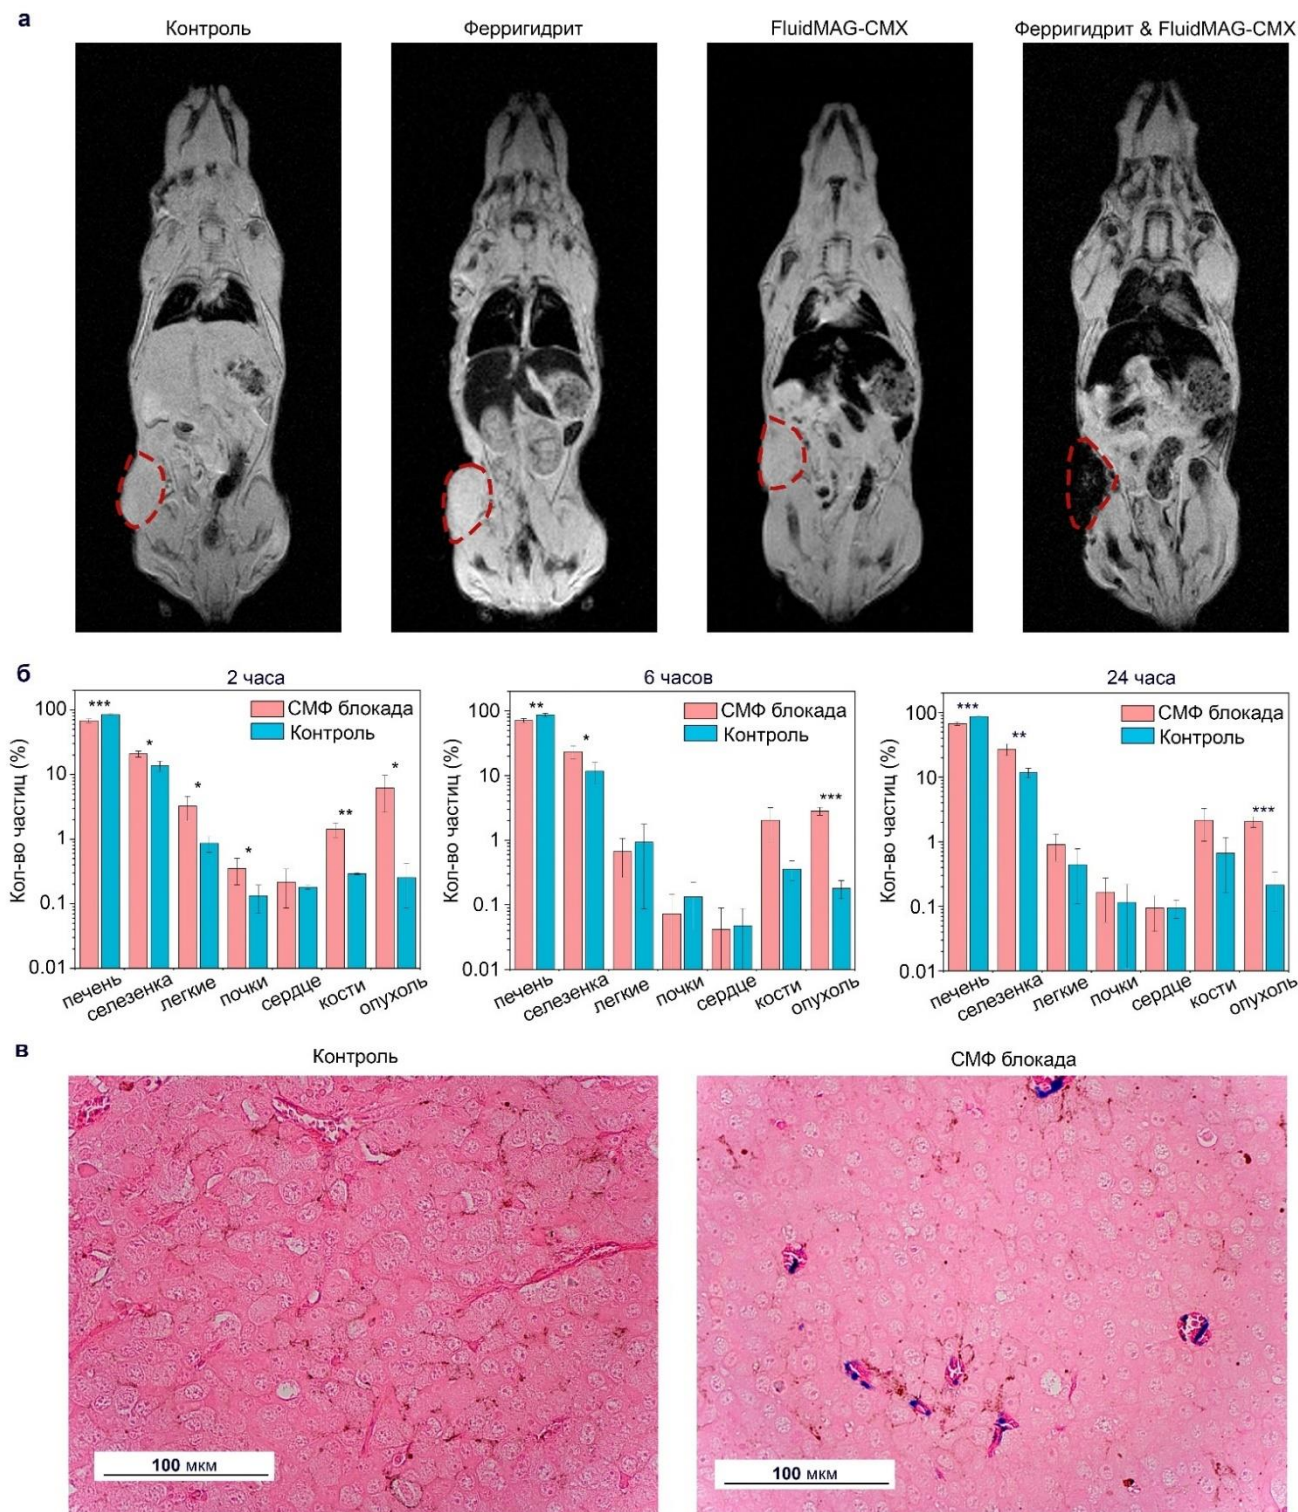 а
Контроль
Ферригидрит
FluidMAG-CMX
Ферригидрит & FluidMAG-CMX
б
2 часа
Кол-во частиц (%)
100
10
1
0.1
0.01
СМФ блокада
Контроль
***
*
*
*
**
*
печень
селезенка
легкие
почки
сердце
кости
опухоль
6 часов
Кол-во частиц (%)
100
10
1
0.1
0.01
СМФ блокада
Контроль
**
*
***
печень
селезенка
легкие
почки
сердце
кости
опухоль
24 часа
Кол-во частиц (%)
100
10
1
0.1
0.01
СМФ блокада
Контроль
***
**
***
печень
селезенка
легкие
почки
сердце
кости
опухоль
в
Контроль
СМФ блокада
100 мкм
100 мкм